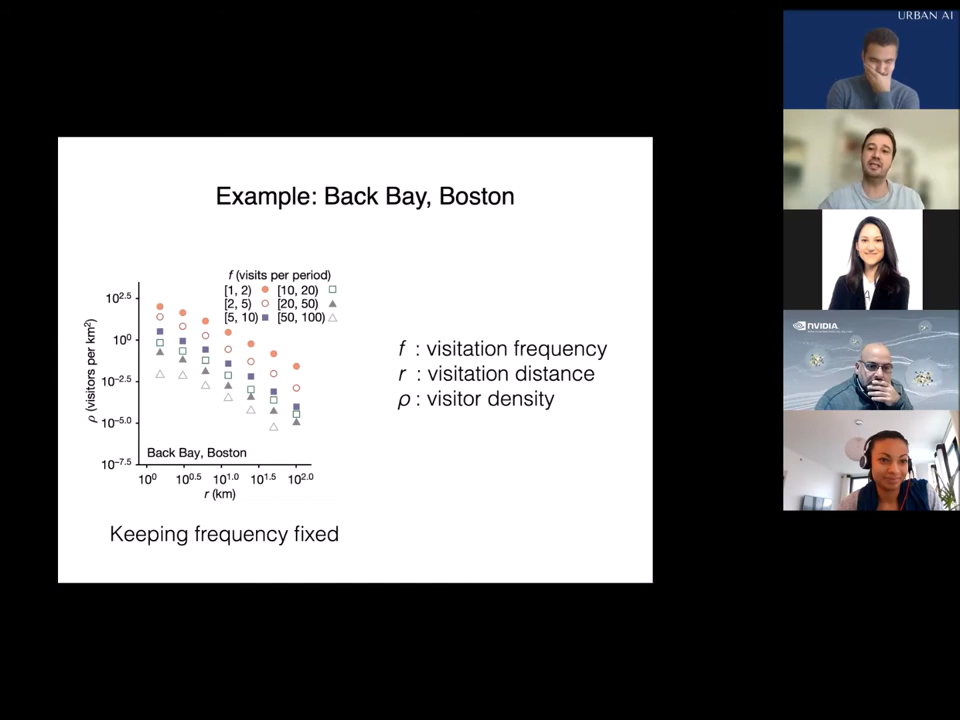 URBAN AI
Example: Back Bay, Boston
f (visits per period)
[1, 2) [10, 20)
[2, 5) [20, 50)
[5, 10) [50, 100)
ρ (visitors per km²)
10^2.5
10^0
10^−2.5
10^−5.0
10^−7.5
Back Bay, Boston
10^0 10^0.5 10^1.0 10^1.5 10^2.0
r (km)
f : visitation frequency
r : visitation distance
ρ : visitor density
Keeping frequency fixed
NVIDIA